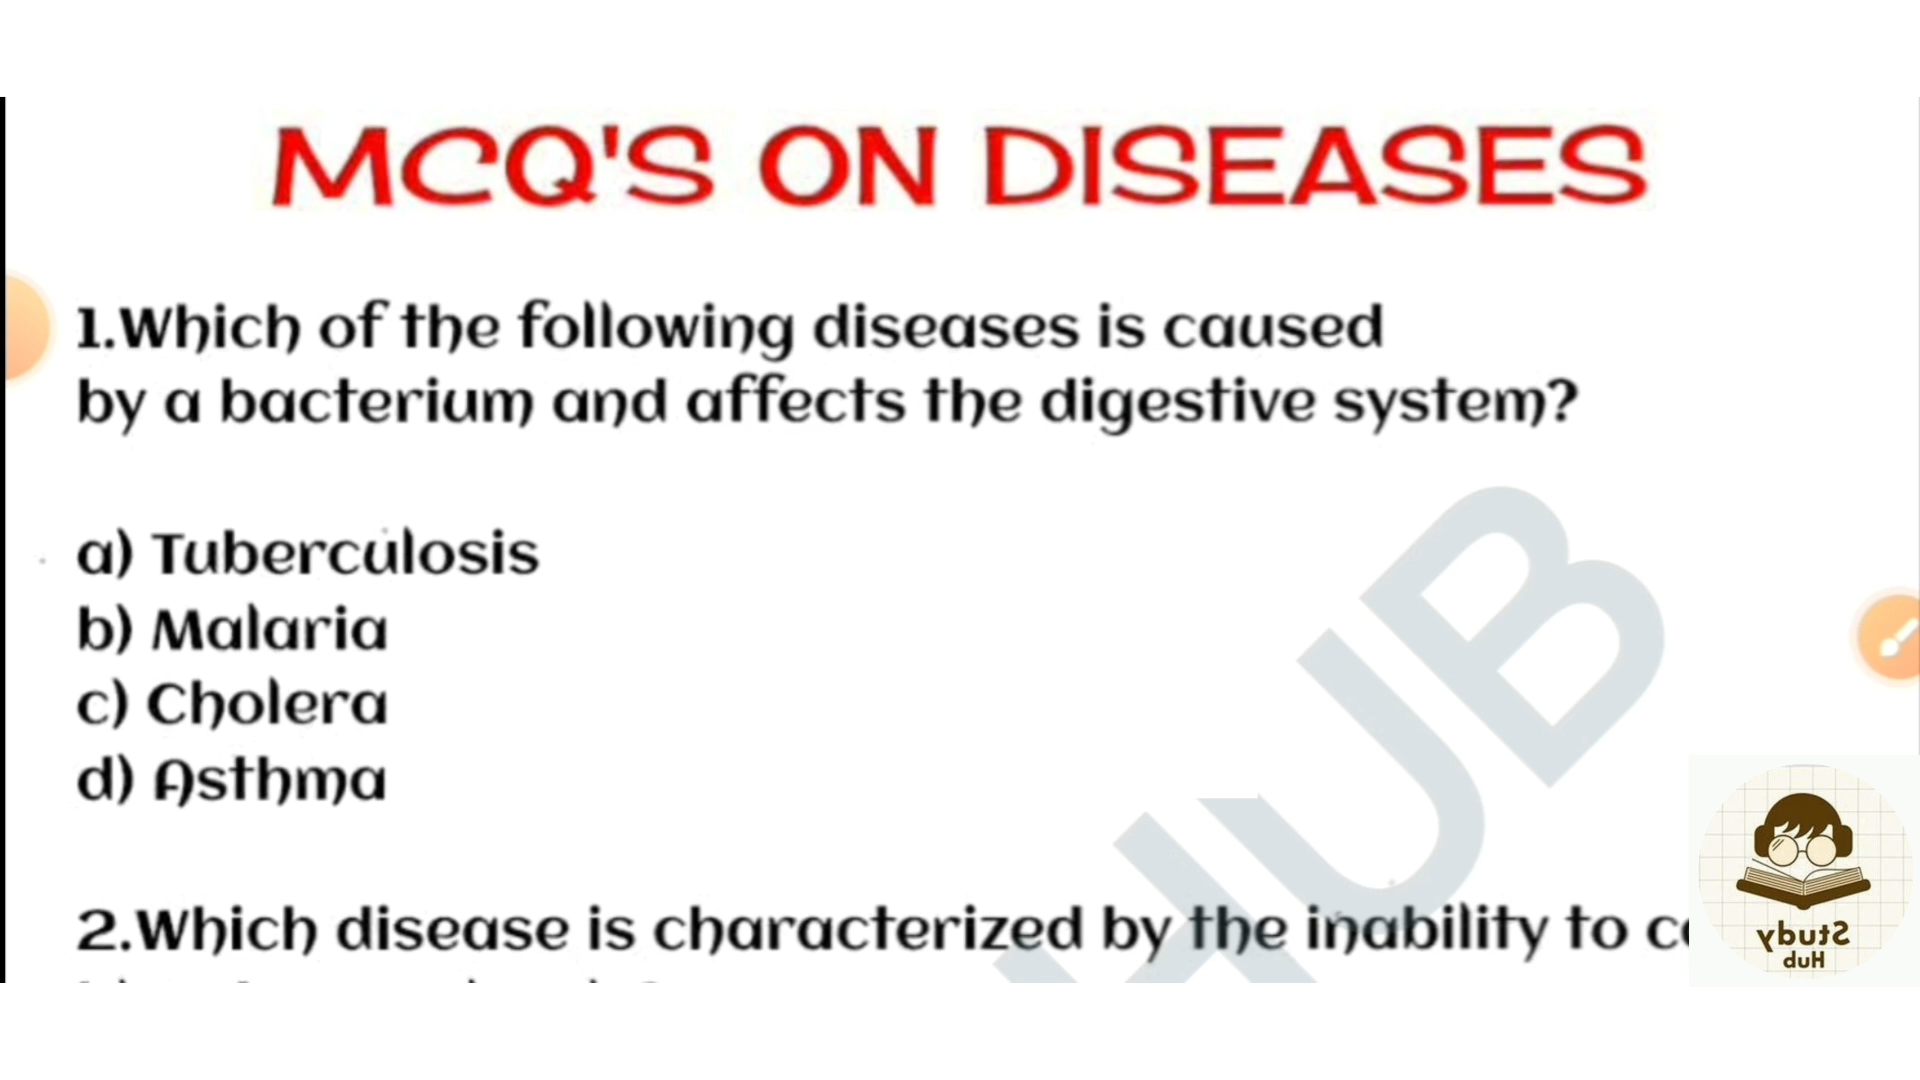 MCQ'S ON DISEASES
1.Which of the following diseases is caused
by a bacterium and affects the digestive system?
a) Tuberculosis
b) Malaria
c) Cholera
d) Asthma
2.Which disease is characterized by the inability to
HUB
Study
Hub